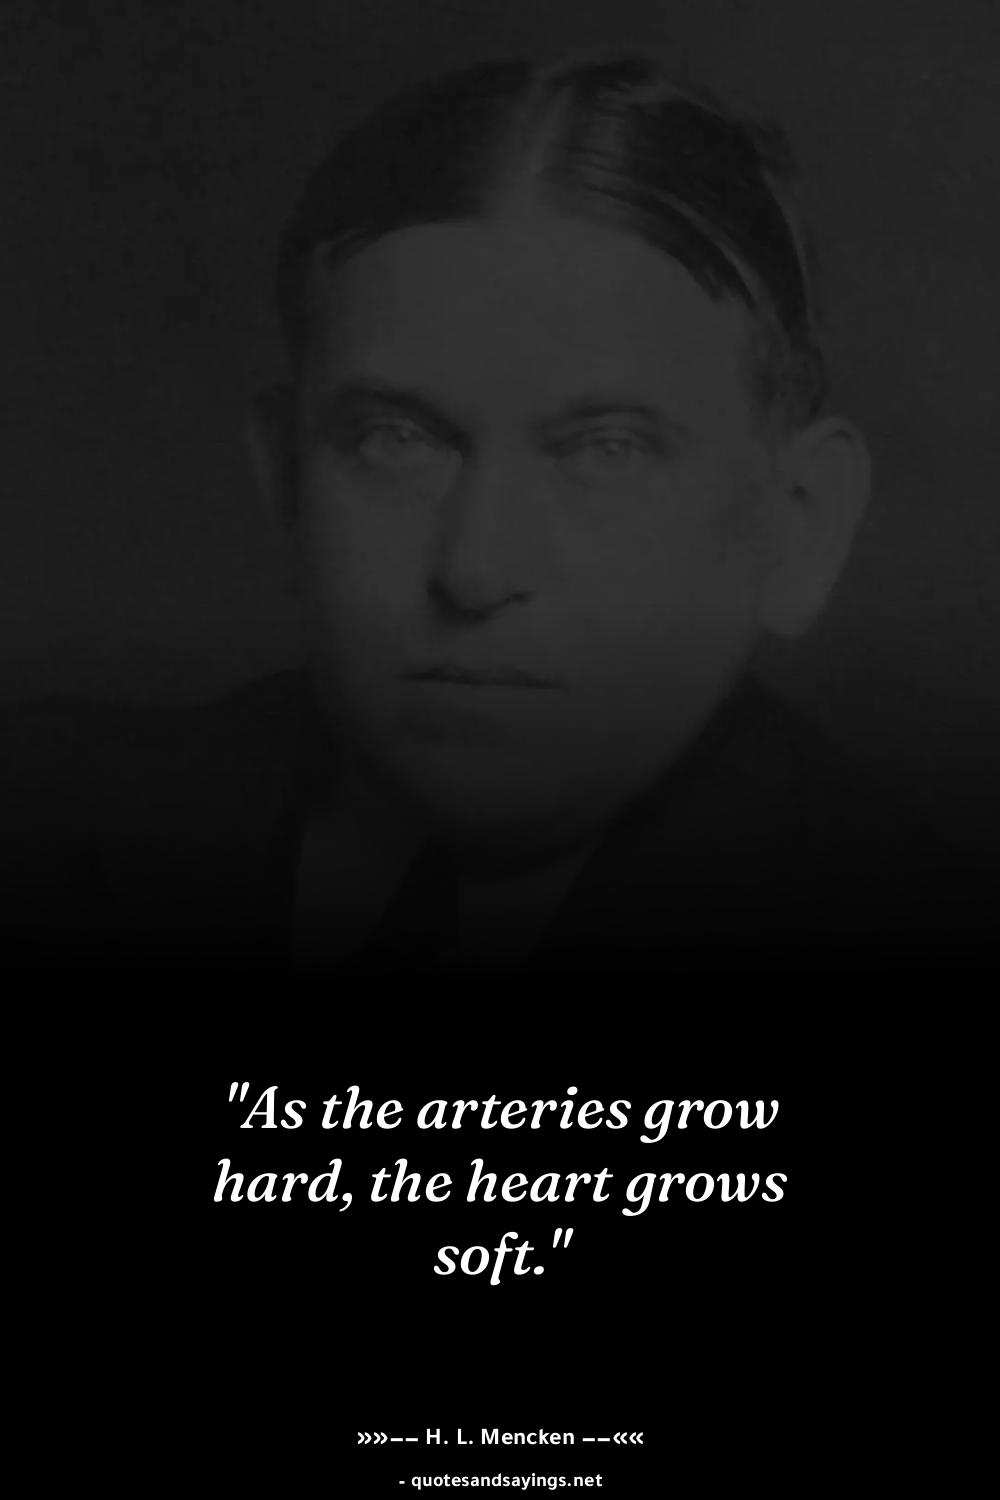 "As the arteries grow
hard, the heart grows
soft."
»»–– H. L. Mencken ––««
- quotesandsayings.net